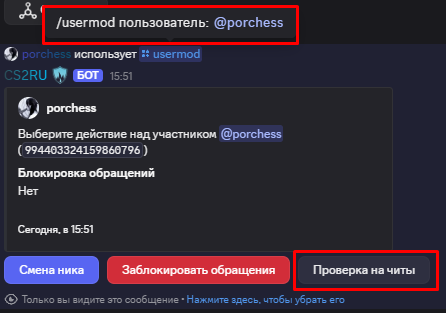 /usermod пользователь: @porchess
porchess использует usermod
CS2RU БОТ 15:51
porchess
Выберите действие над участником @porchess
(994403324159860796)
Блокировка обращений
Нет
Сегодня, в 15:51
Смена ника Заблокировать обращения Проверка на читы
Только вы видите это сообщение • Нажмите здесь, чтобы убрать его